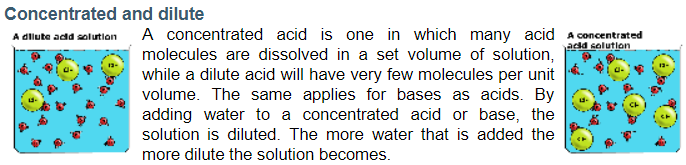 Concentrated and dilute
A dilute acid solution
A concentrated acid is one in which many acid
molecules are dissolved in a set volume of solution,
while a dilute acid will have very few molecules per unit
volume. The same applies for bases as acids. By
adding water to a concentrated acid or base, the
solution is diluted. The more water that is added the
more dilute the solution becomes.
A concentrated
acid solution